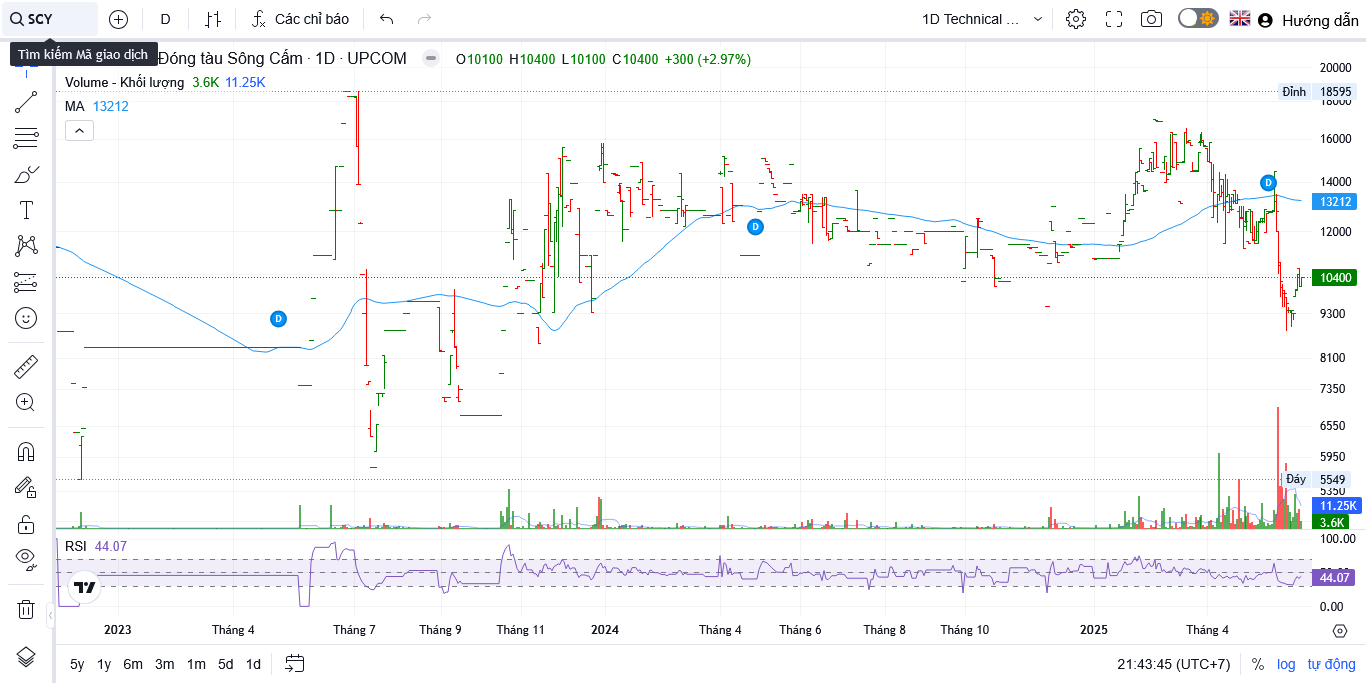 SCY
D
Các chỉ báo
1D Technical ...
Hướng dẫn
Tìm kiếm Mã giao dịch
Đóng tàu Sông Cấm · 1D · UPCOM
O10100 H10400 L10100 C10400 +300 (+2.97%)
Volume - Khối lượng 3.6K 11.25K
MA 13212
20000
Đỉnh 18595
18000
16000
14000
D
13212
D
12000
10400
D
9300
8100
7350
6550
5950
Đáy 5549
5350
11.25K
3.6K
RSI 44.07
100.00
44.07
0.00
2023 Tháng 4 Tháng 7 Tháng 9 Tháng 11 2024 Tháng 4 Tháng 6 Tháng 8 Tháng 10 2025 Tháng 4
5y 1y 6m 3m 1m 5d 1d
21:43:45 (UTC+7) % log tự động